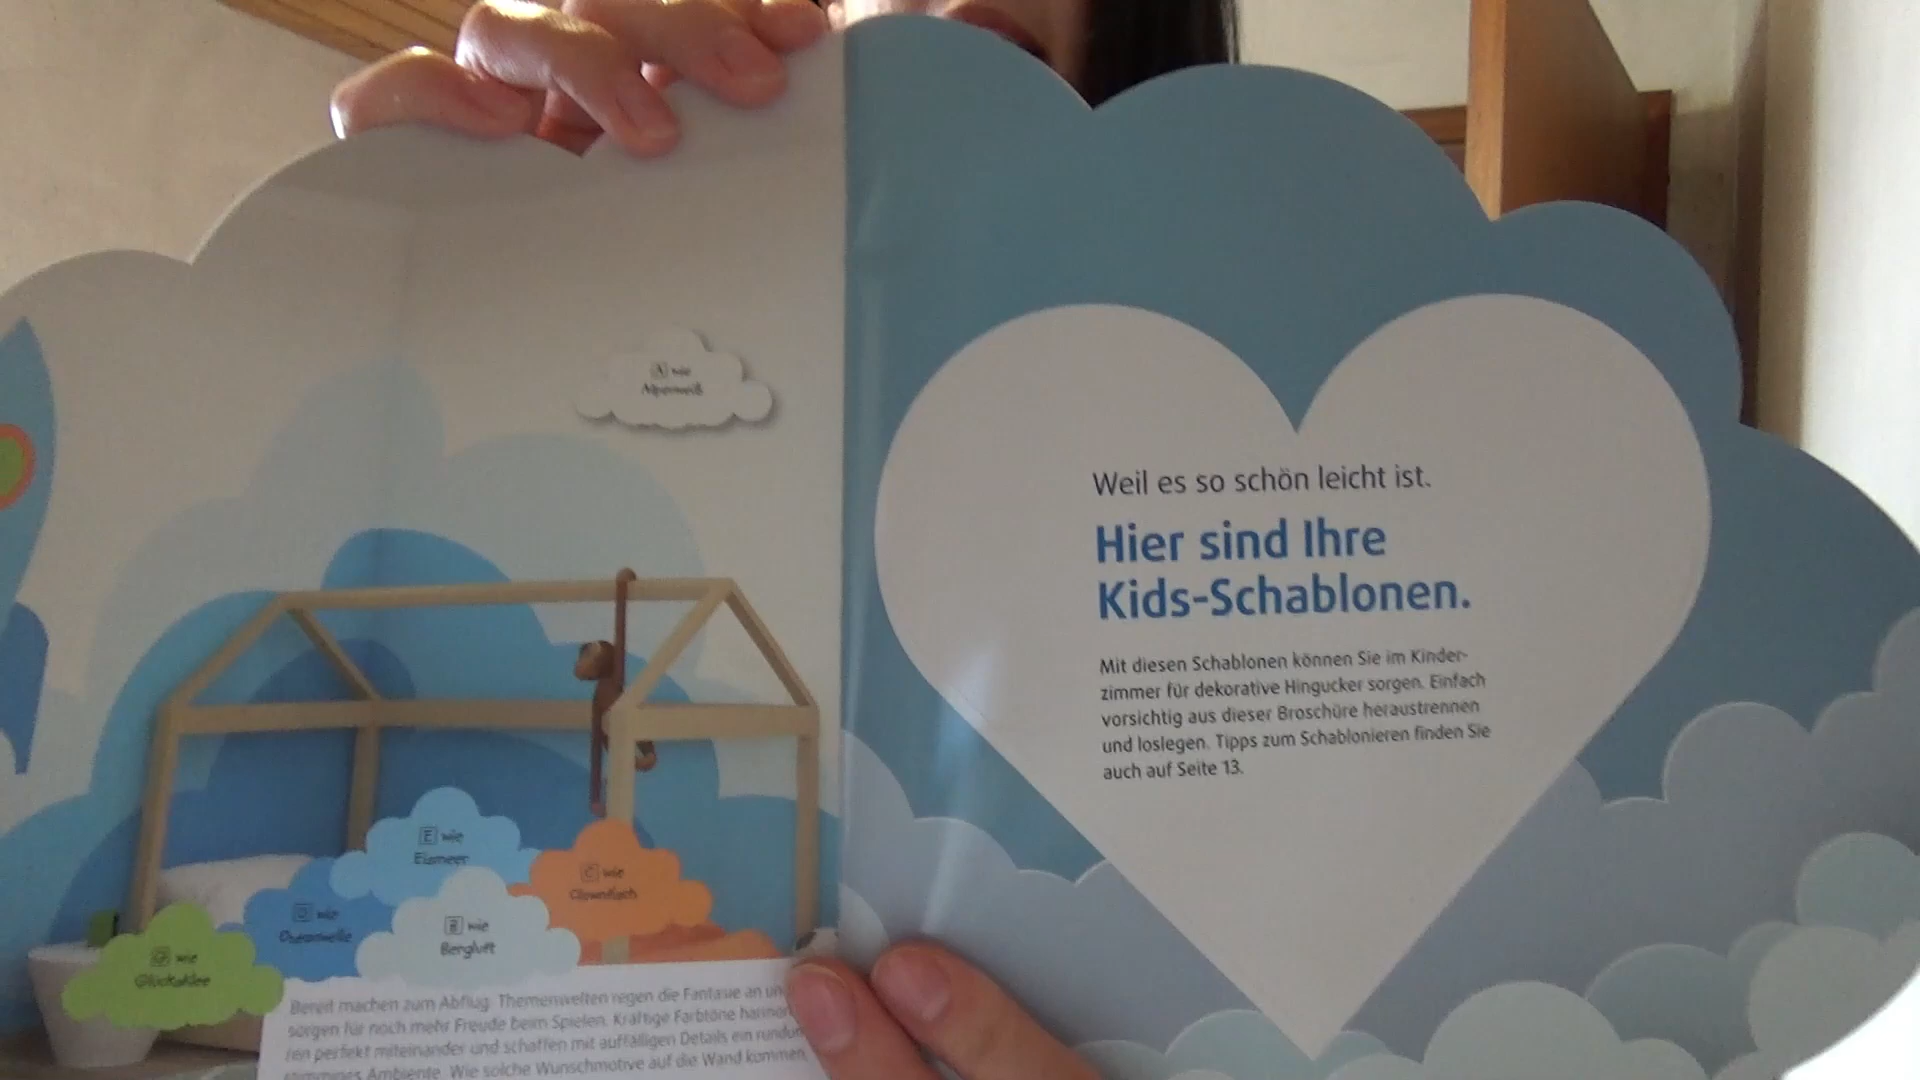 A wie
Alpenweiß
E wie
Eismeer
C wie
Clownfisch
O wie
Ozeanwelle
B wie
Bergluft
G wie
Glücksklee
Bereit machen zum Abflug. Themenwelten regen die Fantasie an
sorgen für noch mehr Freude beim Spielen. Kräftige Farbtöne
perfekt miteinander und schaffen mit auffälligen Details ein
Ambiente. Wie solche Wunschmotive auf die Wand kommen,
Weil es so schön leicht ist.
Hier sind Ihre
Kids-Schablonen.
Mit diesen Schablonen können Sie im Kinder-
zimmer für dekorative Hingucker sorgen. Einfach
vorsichtig aus dieser Broschüre heraustrennen
und loslegen. Tipps zum Schablonieren finden Sie
auch auf Seite 13.